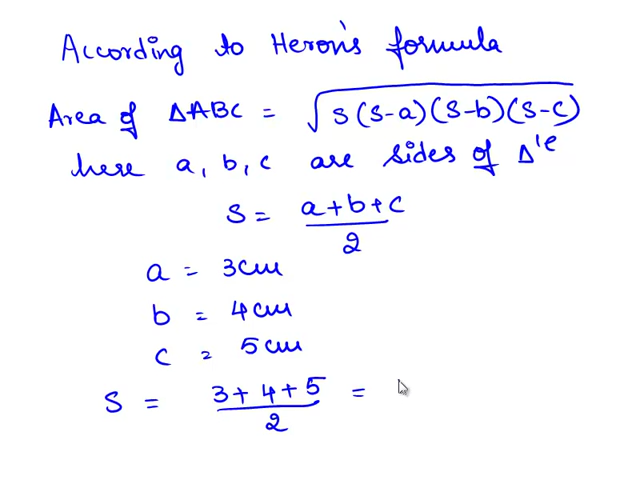 According to Heron's formula
Area of ΔABC = √s(s-a)(s-b)(s-c)
here a, b, c are sides of Δ'e
s = a+b+c / 2
a = 3cm
b = 4cm
c = 5cm
s = 3+4+5 / 2 =